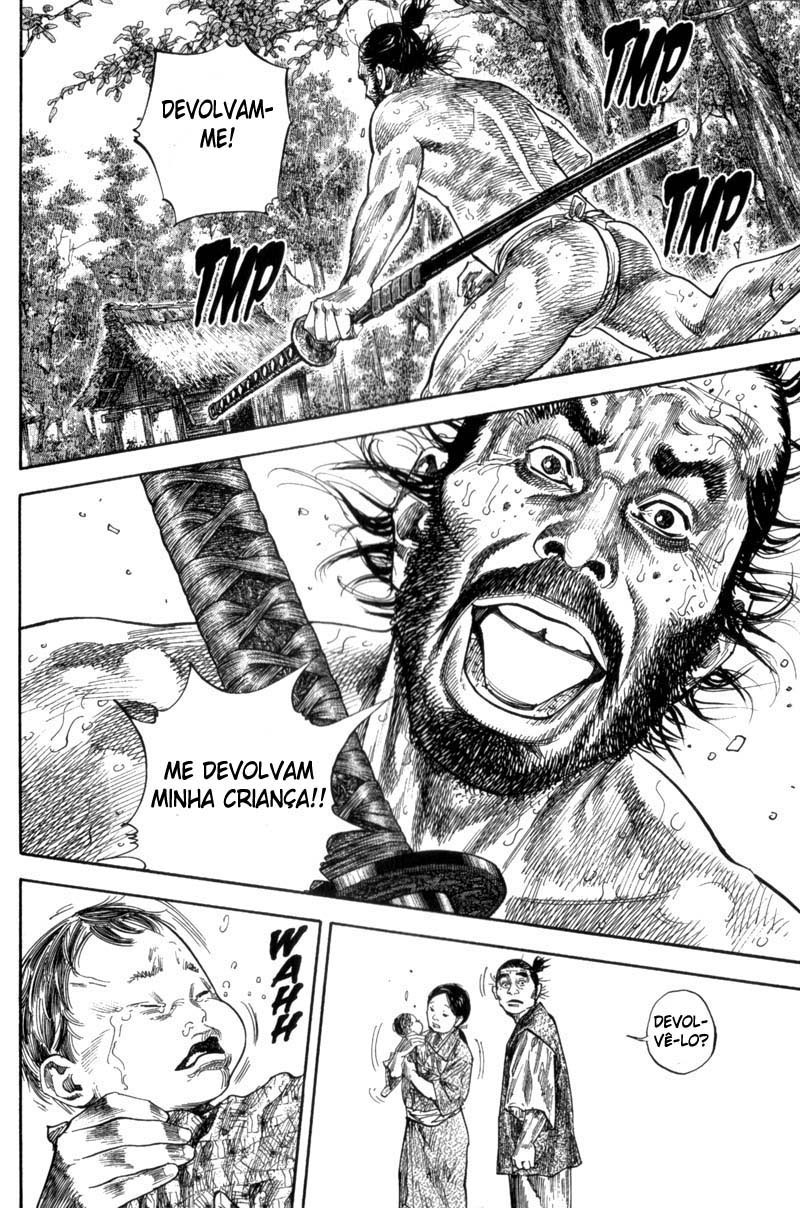 DEVOLVAM-
ME!
TMP
TMP
TMP
ME DEVOLVAM
MINHA CRIANÇA!!
WAHH
DEVOL-
VÊ-LO?